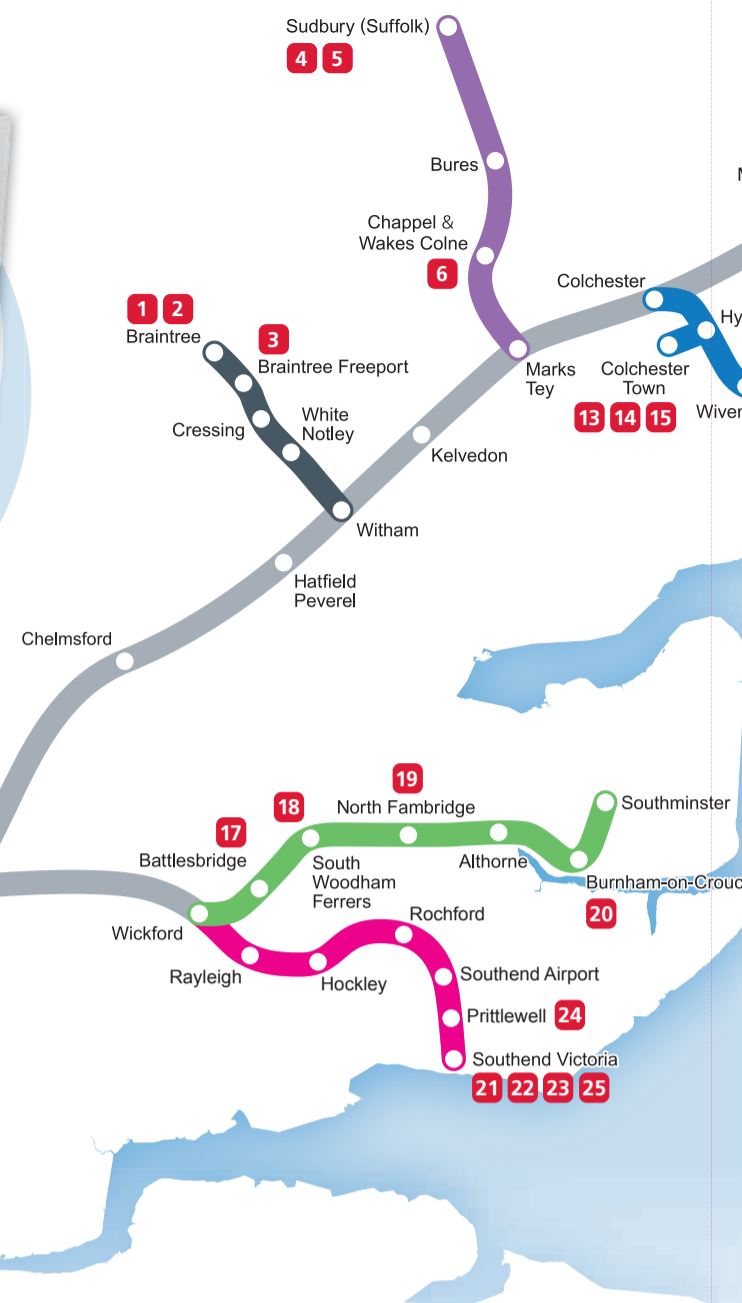 Sudbury (Suffolk)
4 5
Bures
Chappel &
Wakes Colne
6
Colchester
Hy
1 2
Braintree
3
Braintree Freeport
Marks
Tey
Colchester
Town
13 14 15
Wiver
White
Notley
Cressing
Kelvedon
Witham
Hatfield
Peverel
Chelmsford
19
North Fambridge
Southminster
18
17
Battlesbridge
South
Woodham
Ferrers
Althorne
Burnham-on-Crouc
20
Wickford
Rochford
Rayleigh
Hockley
Southend Airport
Prittlewell 24
Southend Victoria
21 22 23 25